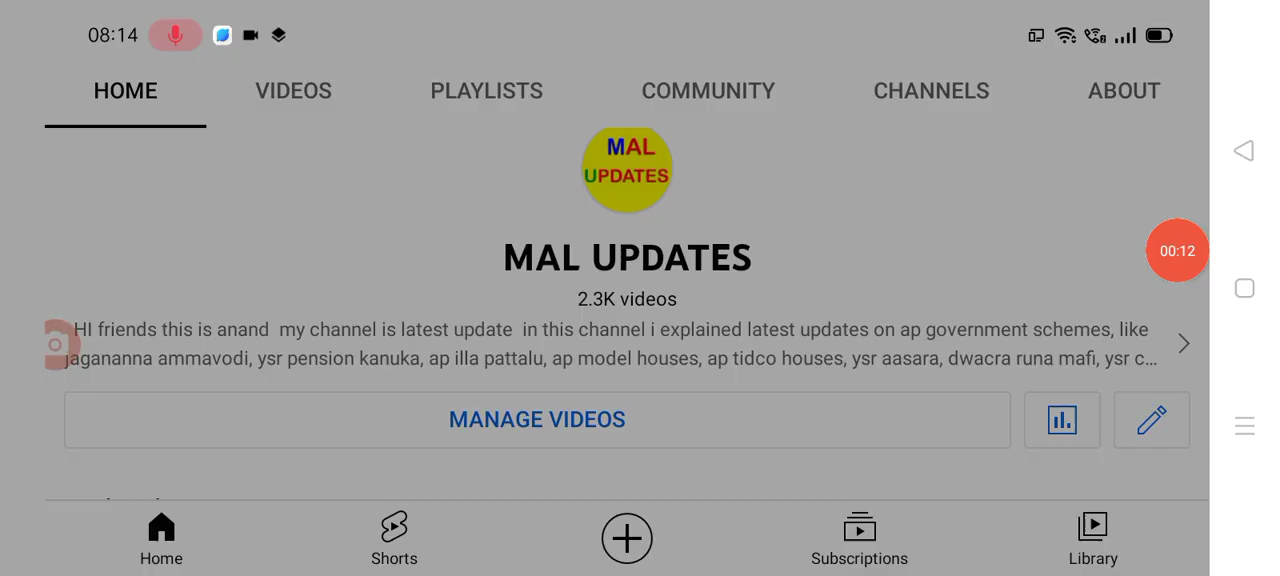 08:14
HOME VIDEOS PLAYLISTS COMMUNITY CHANNELS ABOUT
MAL
UPDATES
MAL UPDATES
00:12
2.3K videos
HI friends this is anand my channel is latest update in this channel i explained latest updates on ap government schemes, like
jagananna ammavodi, ysr pension kanuka, ap illa pattalu, ap model houses, ap tidco houses, ysr aasara, dwacra runa mafi, ysr c...
MANAGE VIDEOS
Home Shorts Subscriptions Library